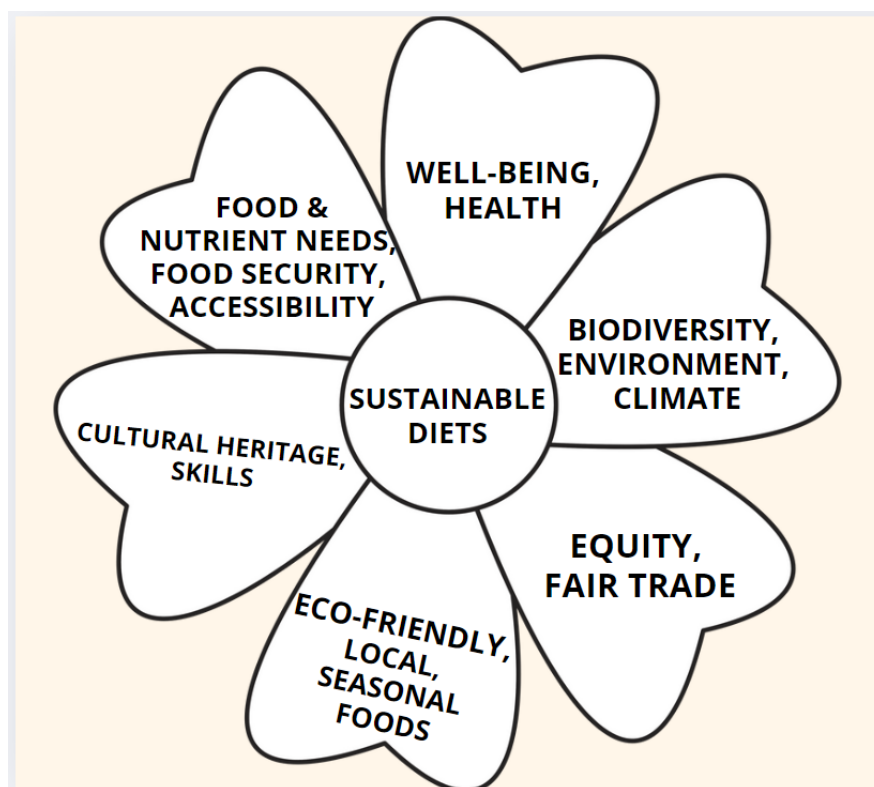 WELL-BEING,
HEALTH
FOOD &
NUTRIENT NEEDS,
FOOD SECURITY,
ACCESSIBILITY
BIODIVERSITY,
ENVIRONMENT,
CLIMATE
SUSTAINABLE
DIETS
CULTURAL HERITAGE,
SKILLS
EQUITY,
FAIR TRADE
ECO-FRIENDLY,
LOCAL,
SEASONAL
FOODS